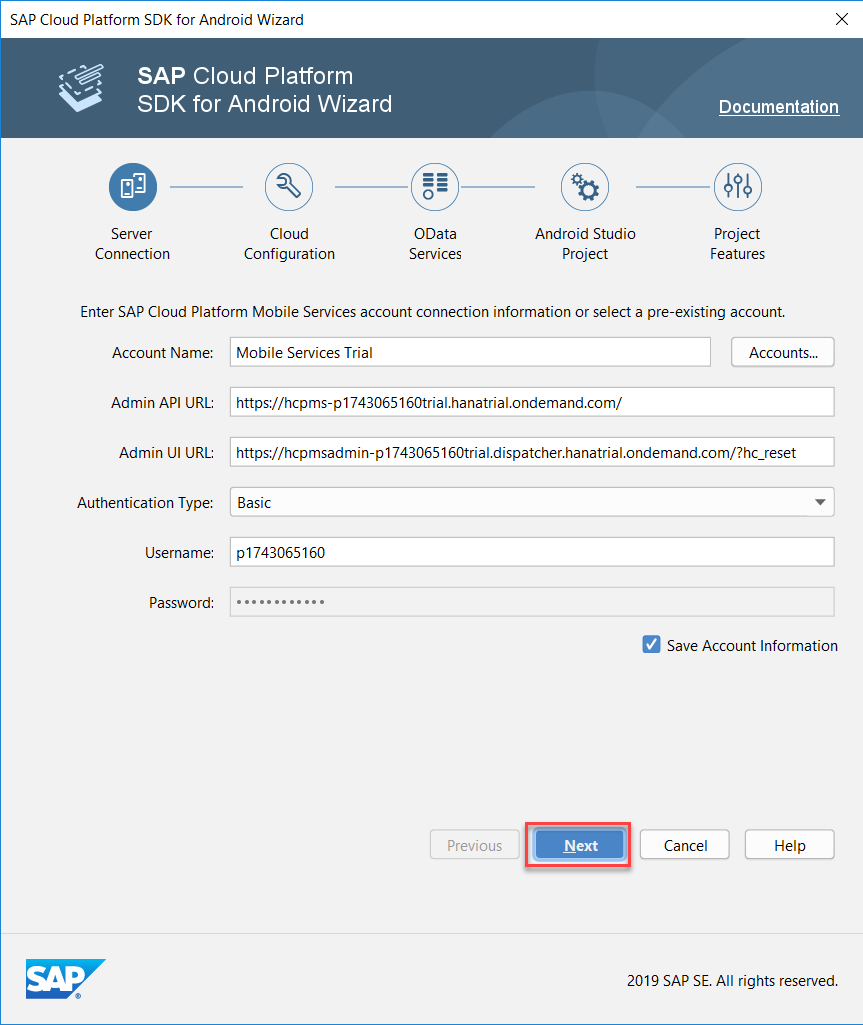 SAP Cloud Platform SDK for Android Wizard
SAP Cloud Platform
SDK for Android Wizard
Documentation
Server
Connection
Cloud
Configuration
OData
Services
Android Studio
Project
Project
Features
Enter SAP Cloud Platform Mobile Services account connection information or select a pre-existing account.
Account Name: Mobile Services Trial Accounts...
Admin API URL: https://hcpms-p1743065160trial.hanatrial.ondemand.com/
Admin UI URL: https://hcpmsadmin-p1743065160trial.dispatcher.hanatrial.ondemand.com/?hc_reset
Authentication Type: Basic
Username: p1743065160
Password: ••••••••••••
Save Account Information
Previous Next Cancel Help
SAP®
2019 SAP SE. All rights reserved.